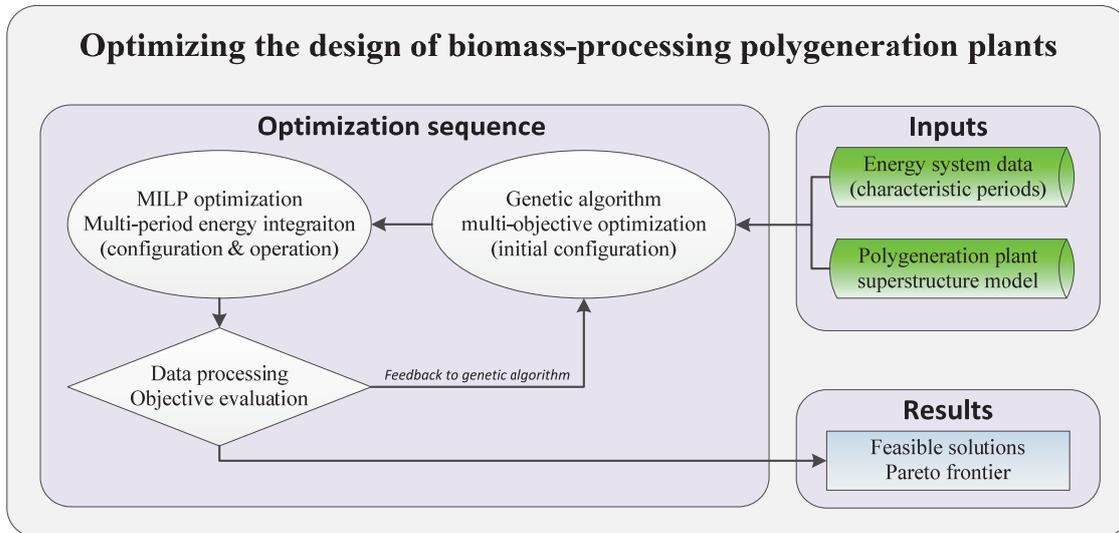 Optimizing the design of biomass-processing polygeneration plants
Optimization sequence
MILP optimization
Multi-period energy integraiton
(configuration & operation)
Genetic algorithm
multi-objective optimization
(initial configuration)
Data processing
Objective evaluation
Feedback to genetic algorithm
Inputs
Energy system data
(characteristic periods)
Polygeneration plant
superstructure model
Results
Feasible solutions
Pareto frontier